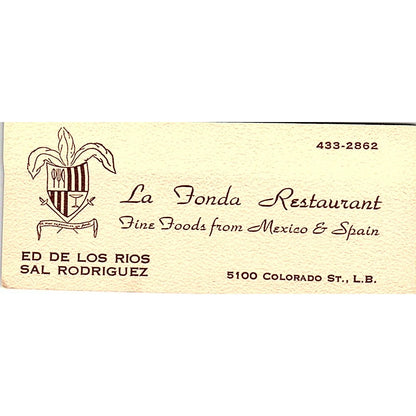 433-2862
La Fonda Restaurant
Fine Foods from Mexico & Spain
ED DE LOS RIOS
SAL RODRIGUEZ
5100 COLORADO ST., L.B.